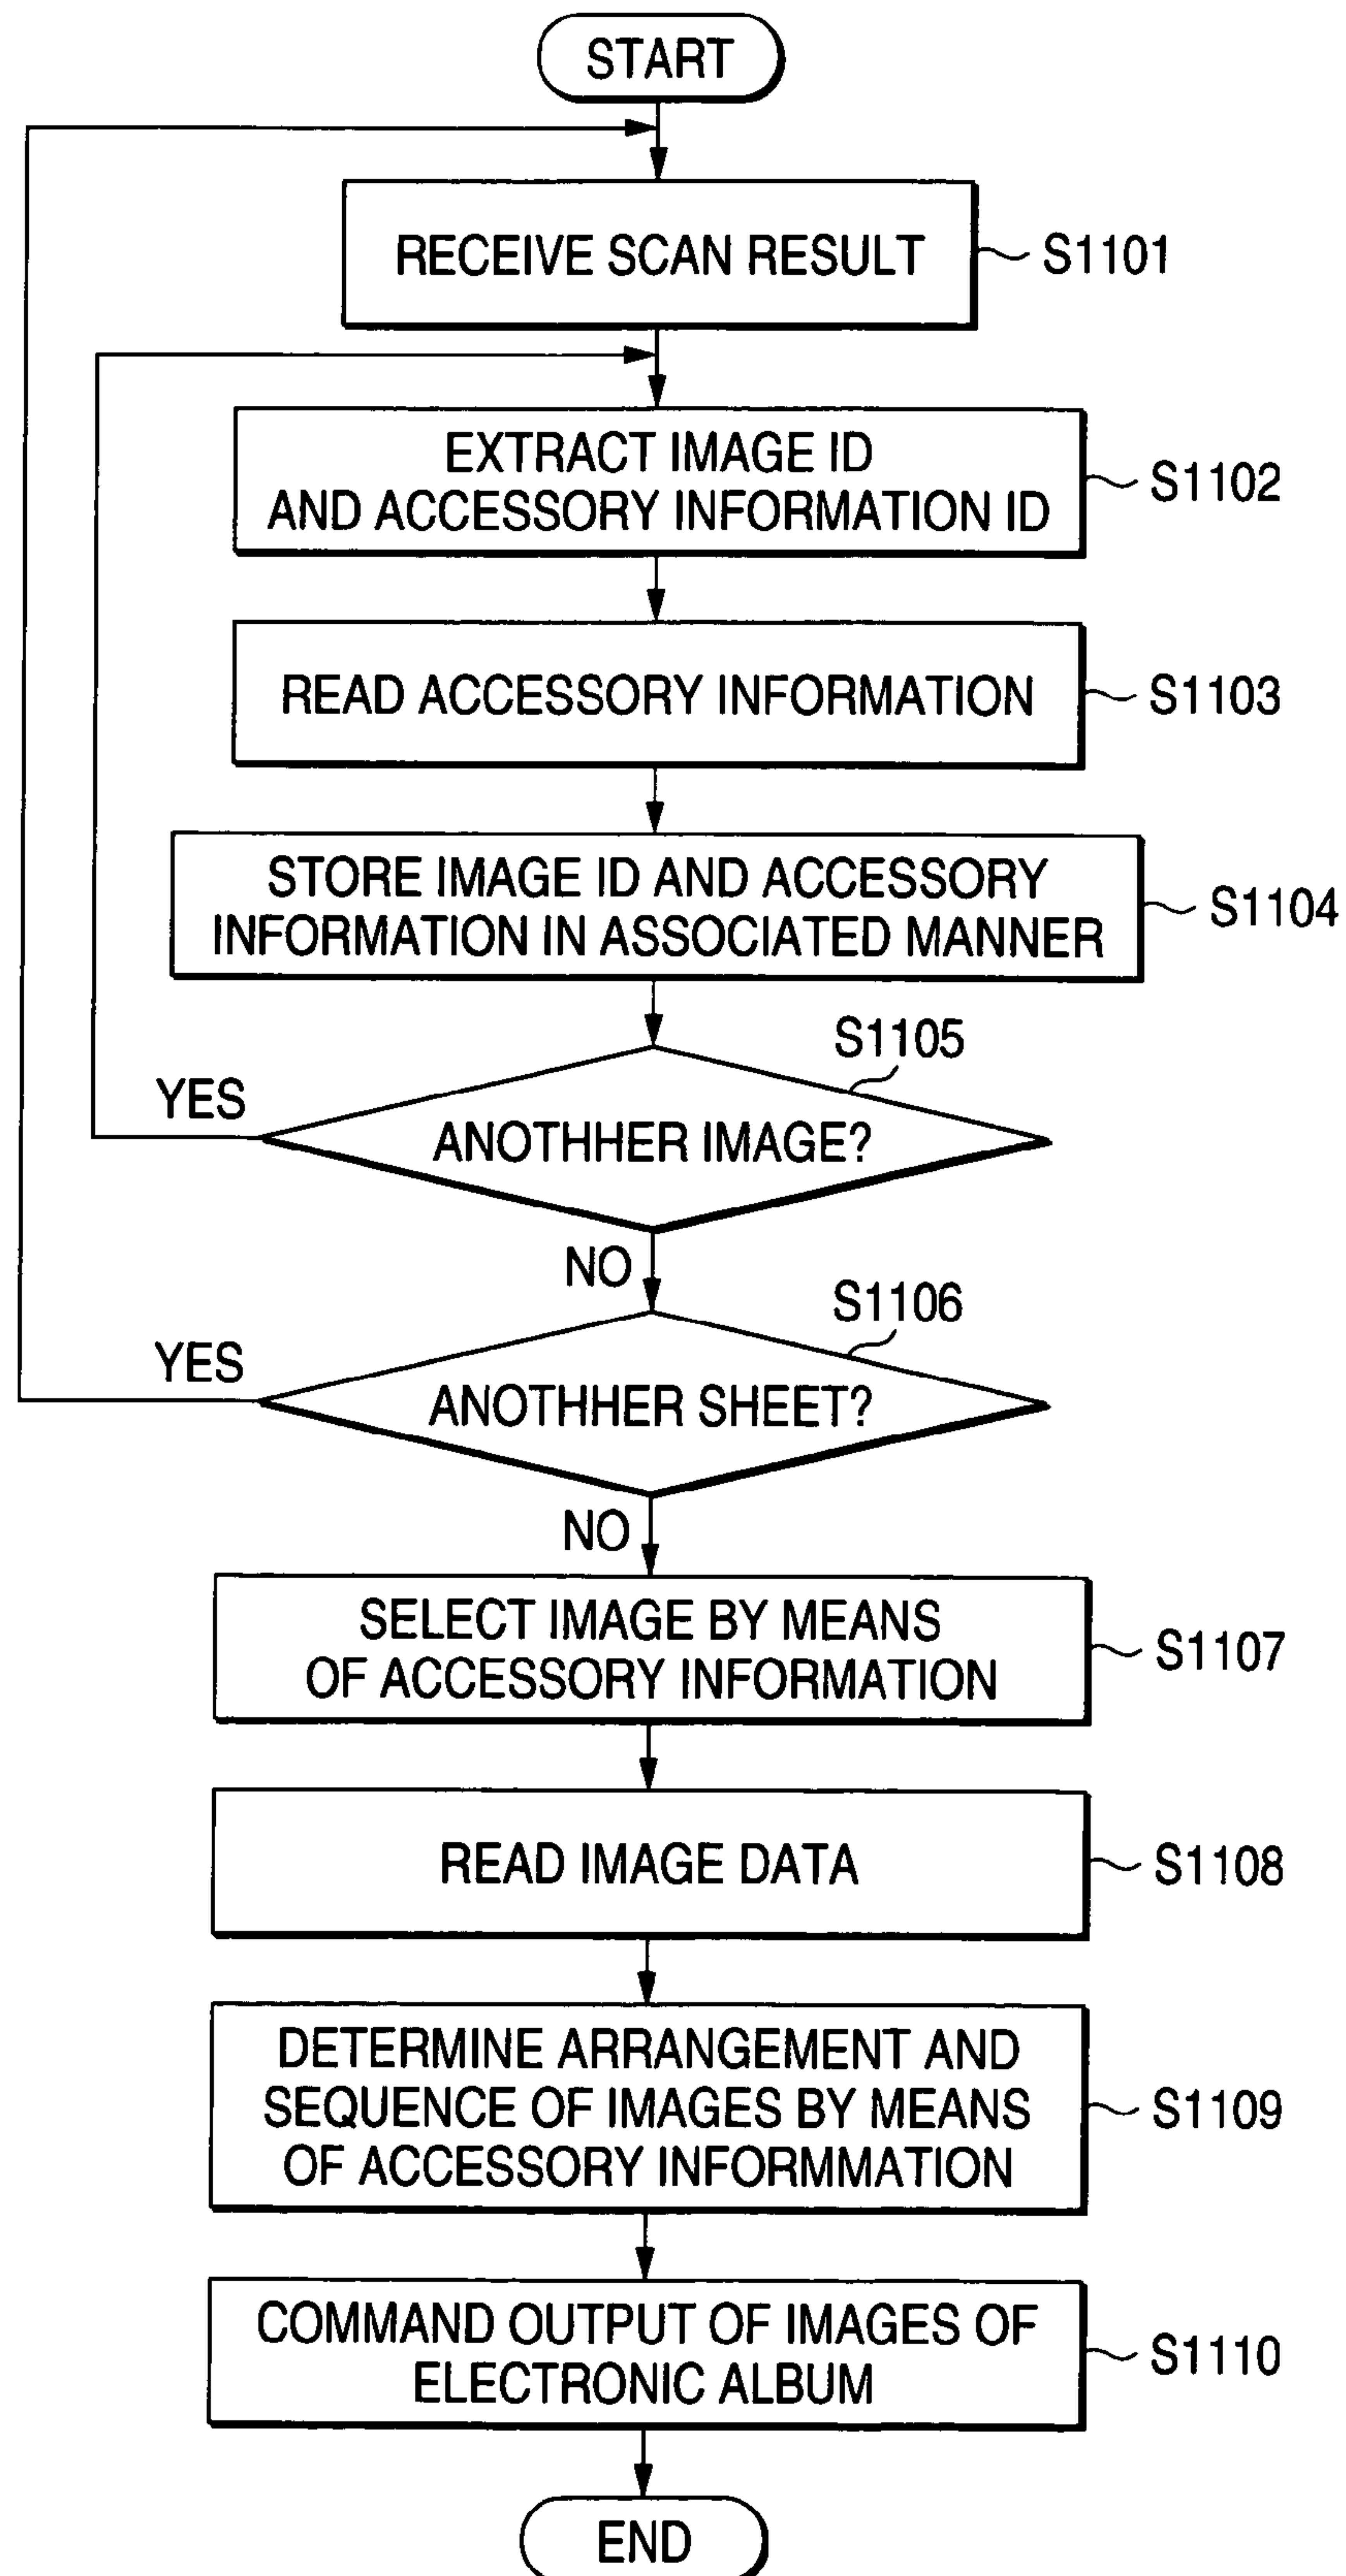 START
RECEIVE SCAN RESULT
S1101
EXTRACT IMAGE ID
AND ACCESSORY INFORMATION ID
S1102
READ ACCESSORY INFORMATION
S1103
STORE IMAGE ID AND ACCESSORY
INFORMATION IN ASSOCIATED MANNER
S1104
S1105
YES
ANOTHHER IMAGE?
NO
S1106
YES
ANOTHHER SHEET?
NO
SELECT IMAGE BY MEANS
OF ACCESSORY INFORMATION
S1107
READ IMAGE DATA
S1108
DETERMINE ARRANGEMENT AND
SEQUENCE OF IMAGES BY MEANS
OF ACCESSORY INFORMMATION
S1109
COMMAND OUTPUT OF IMAGES OF
ELECTRONIC ALBUM
S1110
END